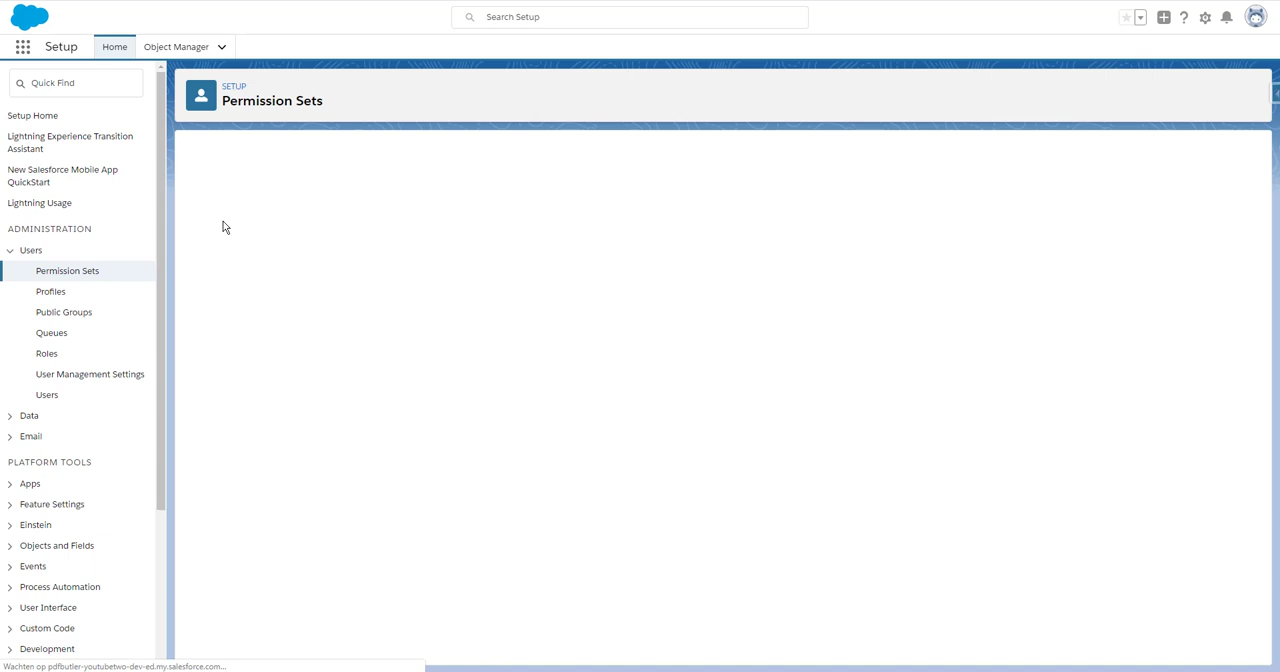 Search Setup
Setup
Home
Object Manager
Quick Find
Setup Home
Lightning Experience Transition
Assistant
New Salesforce Mobile App
QuickStart
Lightning Usage
ADMINISTRATION
Users
Permission Sets
Profiles
Public Groups
Queues
Roles
User Management Settings
Users
Data
Email
PLATFORM TOOLS
Apps
Feature Settings
Einstein
Objects and Fields
Events
Process Automation
User Interface
Custom Code
Development
SETUP
Permission Sets
Wachten op pdfbutler-youtubetwo-dev-ed.my.salesforce.com...